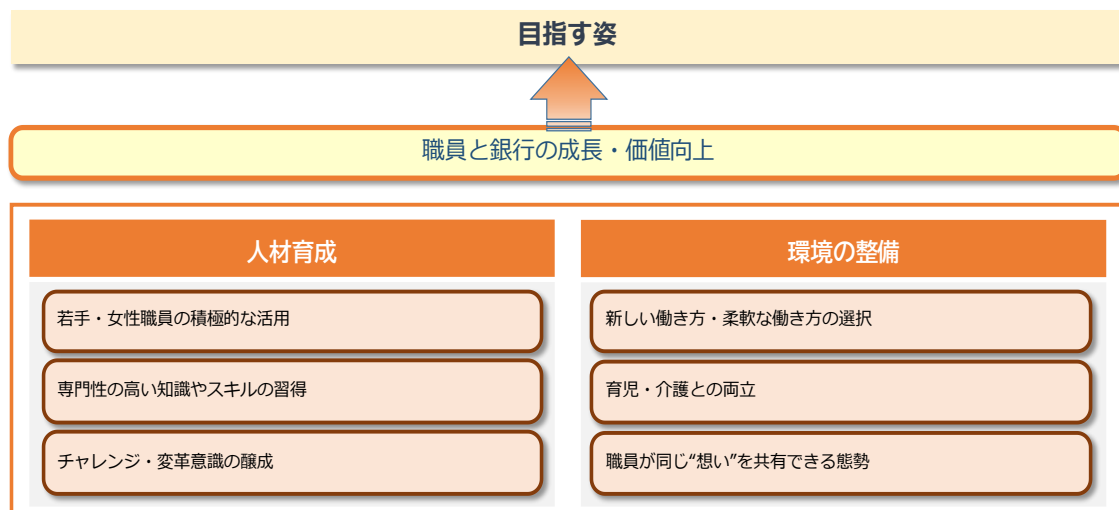 目指す姿
職員と銀行の成長・価値向上
人材育成
若手・女性職員の積極的な活用
専門性の高い知識やスキルの習得
チャレンジ・変革意識の醸成
環境の整備
新しい働き方・柔軟な働き方の選択
育児・介護との両立
職員が同じ“想い”を共有できる態勢